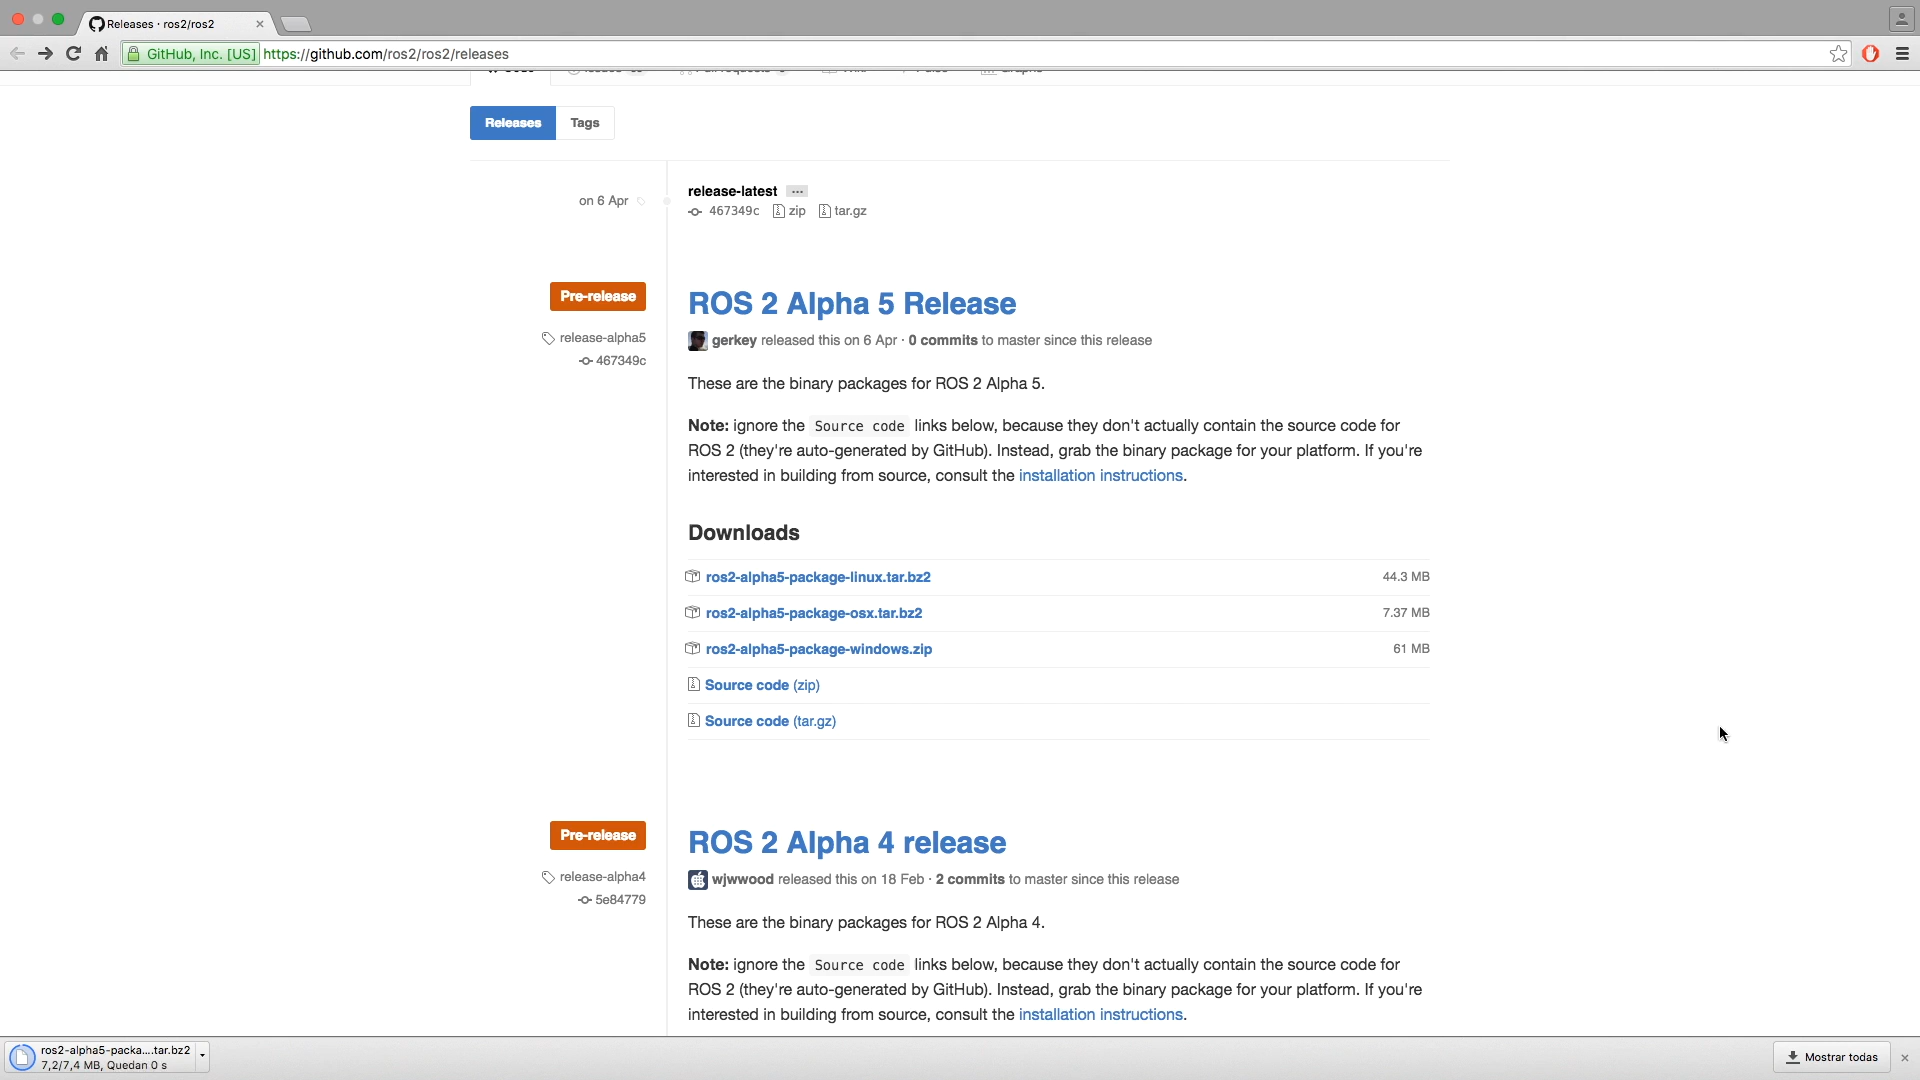 Releases · ros2/ros2
GitHub, Inc. [US] https://github.com/ros2/ros2/releases
Releases Tags
on 6 Apr
release-latest ...
467349c zip tar.gz
Pre-release
release-alpha5
467349c
ROS 2 Alpha 5 Release
gerkey released this on 6 Apr · 0 commits to master since this release
These are the binary packages for ROS 2 Alpha 5.
Note: ignore the Source code links below, because they don't actually contain the source code for
ROS 2 (they're auto-generated by GitHub). Instead, grab the binary package for your platform. If you're
interested in building from source, consult the installation instructions.
Downloads
ros2-alpha5-package-linux.tar.bz2 44.3 MB
ros2-alpha5-package-osx.tar.bz2 7.37 MB
ros2-alpha5-package-windows.zip 61 MB
Source code (zip)
Source code (tar.gz)
Pre-release
release-alpha4
5e84779
ROS 2 Alpha 4 release
wjwwood released this on 18 Feb · 2 commits to master since this release
These are the binary packages for ROS 2 Alpha 4.
Note: ignore the Source code links below, because they don't actually contain the source code for
ROS 2 (they're auto-generated by GitHub). Instead, grab the binary package for your platform. If you're
interested in building from source, consult the installation instructions.
ros2-alpha5-packa....tar.bz2
7,2/7,4 MB, Quedan 0 s
Mostrar todas